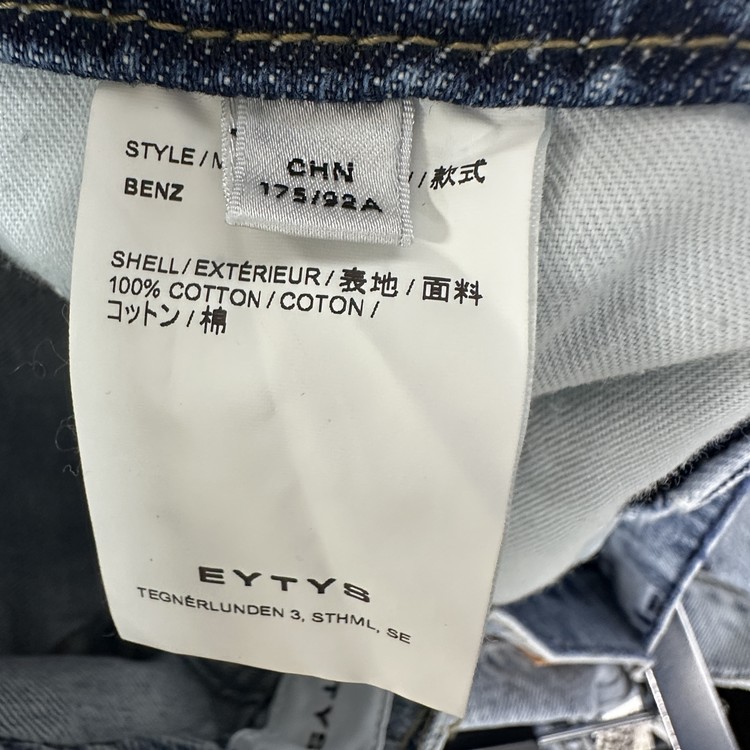 STYLE /
/ 款式
BENZ
CHN
175/92A
SHELL / EXTÉRIEUR / 表地 / 面料
100% COTTON / COTON /
コットン / 棉
EYTYS
TEGNÉRLUNDEN 3, STHML, SE